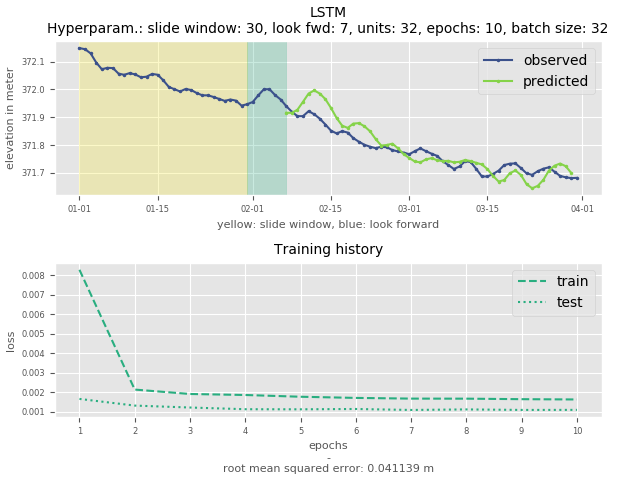 LSTM
Hyperparam.: slide window: 30, look fwd: 7, units: 32, epochs: 10, batch size: 32
372.1
372.0
371.9
371.8
371.7
elevation in meter
observed
predicted
01-01 01-15 02-01 02-15 03-01 03-15 04-01
yellow: slide window, blue: look forward
Training history
0.008
0.007
0.006
0.005
0.004
0.003
0.002
0.001
loss
train
test
1 2 3 4 5 6 7 8 9 10
epochs
-
root mean squared error: 0.041139 m